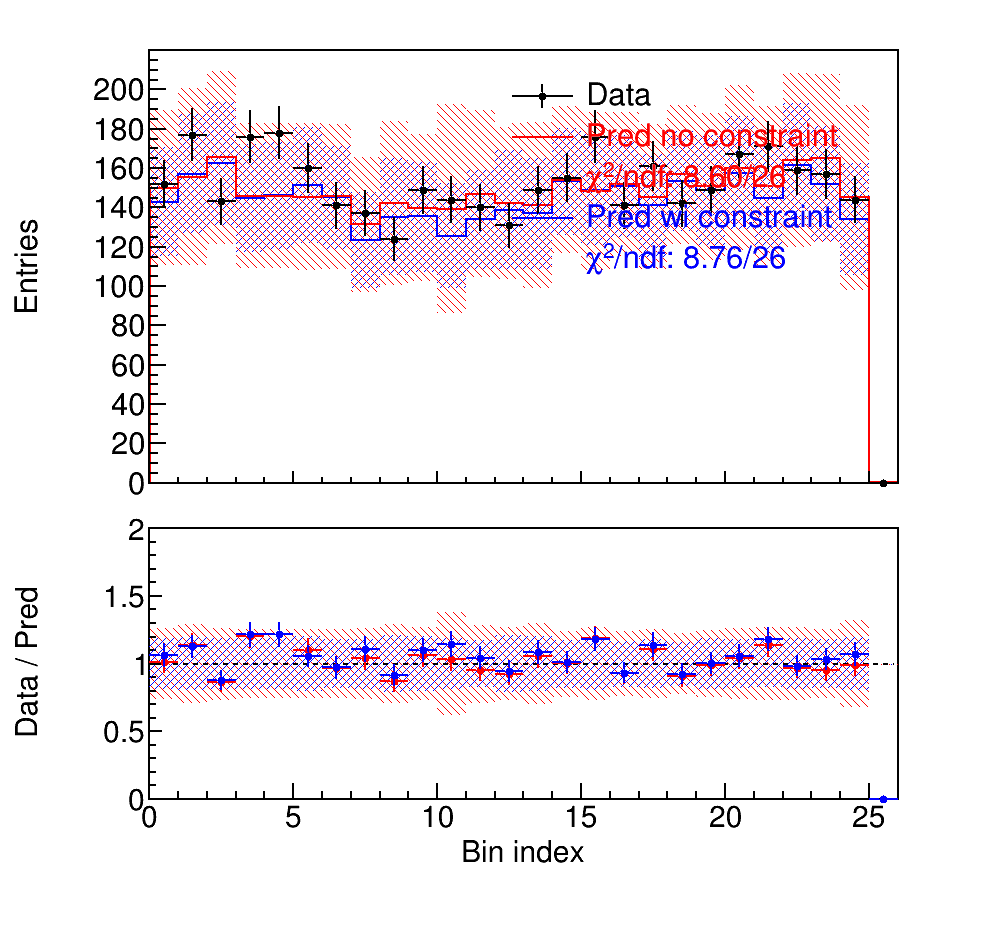 Entries
200
180
160
140
120
100
80
60
40
20
0
Data
Pred no constraint
χ²/ndf: 8.60/26
Pred wi constraint
χ²/ndf: 8.76/26
Data / Pred
2
1.5
1
0.5
0
0 5 10 15 20 25
Bin index